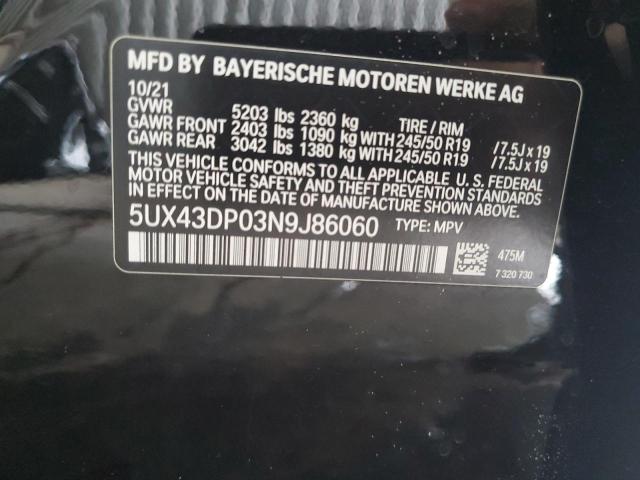 MFD BY BAYERISCHE MOTOREN WERKE AG
10/21
GVWR 5203 lbs 2360 kg TIRE / RIM
GAWR FRONT 2403 lbs 1090 kg WITH 245/50 R19 /7.5J x 19
GAWR REAR 3042 lbs 1380 kg WITH 245/50 R19 /7.5J x 19
THIS VEHICLE CONFORMS TO ALL APPLICABLE U. S. FEDERAL
MOTOR VEHICLE SAFETY AND THEFT PREVENTION STANDARDS
IN EFFECT ON THE DATE OF MANUFACTURE SHOWN ABOVE.
5UX43DP03N9J86060 TYPE: MPV
475M
7 320 730